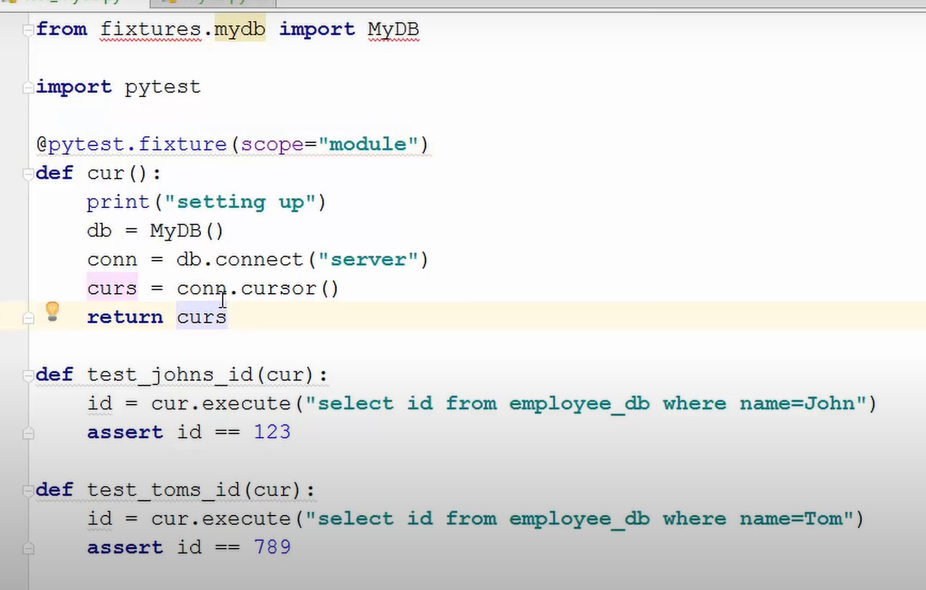 from fixtures.mydb import MyDB
import pytest
@pytest.fixture(scope="module")
def cur():
    print("setting up")
    db = MyDB()
    conn = db.connect("server")
    curs = conn.cursor()
    return curs
def test_johns_id(cur):
    id = cur.execute("select id from employee_db where name=John")
    assert id == 123
def test_toms_id(cur):
    id = cur.execute("select id from employee_db where name=Tom")
    assert id == 789